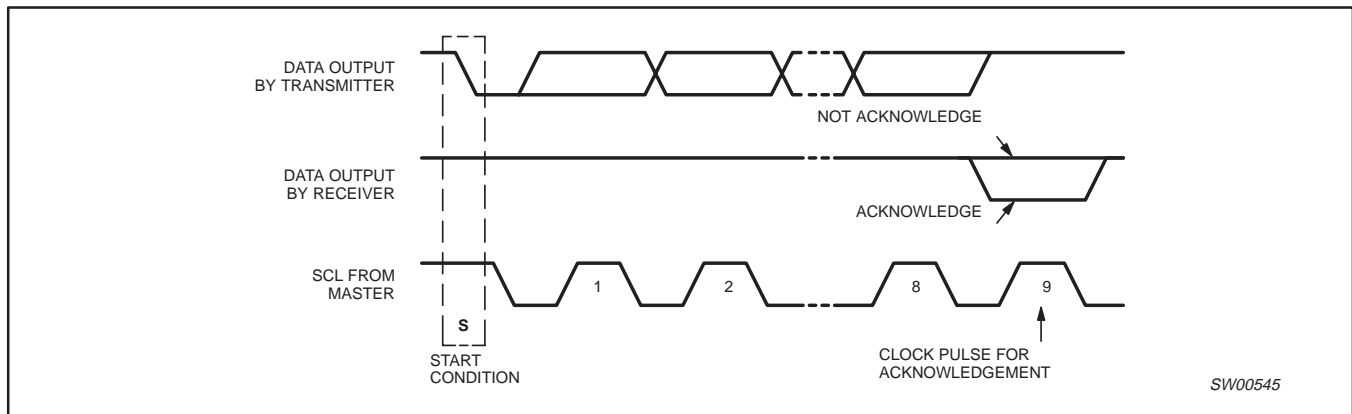 DATA OUTPUT
BY TRANSMITTER
NOT ACKNOWLEDGE
DATA OUTPUT
BY RECEIVER
ACKNOWLEDGE
SCL FROM
MASTER
1
2
8
9
S
START
CONDITION
CLOCK PULSE FOR
ACKNOWLEDGEMENT
SW00545